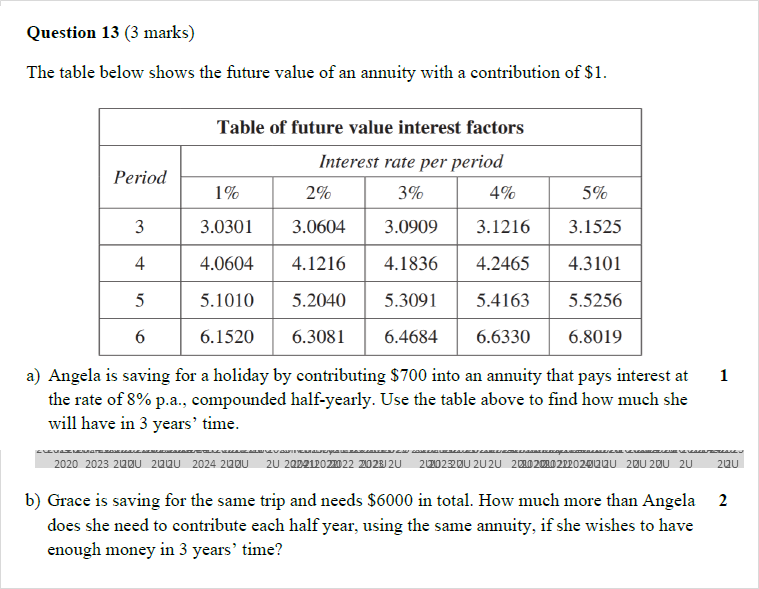 Question 13 (3 marks)
The table below shows the future value of an annuity with a contribution of $1.
Table of future value interest factors
Period
Interest rate per period
1% 2% 3% 4% 5%
3 3.0301 3.0604 3.0909 3.1216 3.1525
4 4.0604 4.1216 4.1836 4.2465 4.3101
5 5.1010 5.2040 5.3091 5.4163 5.5256
6 6.1520 6.3081 6.4684 6.6330 6.8019
a) Angela is saving for a holiday by contributing $700 into an annuity that pays interest at 1
the rate of 8% p.a., compounded half-yearly. Use the table above to find how much she
will have in 3 years’ time.
2020 2023 2024
b) Grace is saving for the same trip and needs $6000 in total. How much more than Angela 2
does she need to contribute each half year, using the same annuity, if she wishes to have
enough money in 3 years’ time?